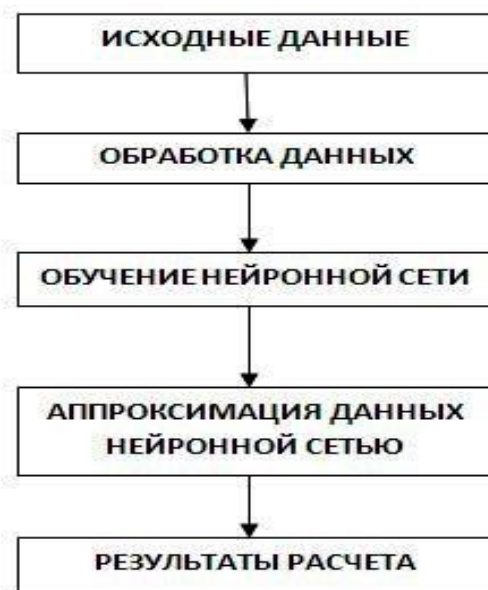 ИСХОДНЫЕ ДАННЫЕ
ОБРАБОТКА ДАННЫХ
ОБУЧЕНИЕ НЕЙРОННОЙ СЕТИ
АППРОКСИМАЦИЯ ДАННЫХ
НЕЙРОННОЙ СЕТЬЮ
РЕЗУЛЬТАТЫ РАСЧЕТА